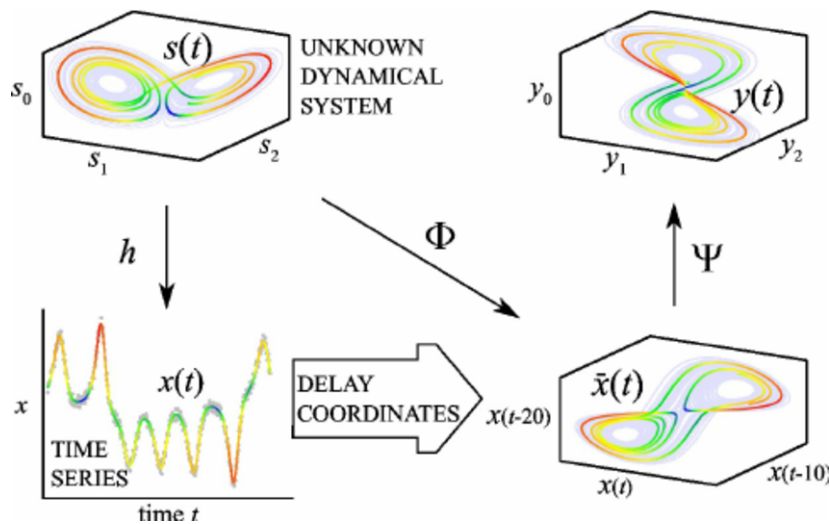 s(t)
UNKNOWN
DYNAMICAL
SYSTEM
s0
s1
s2
y0
y(t)
y1
y2
h
Φ
Ψ
x(t)
x
TIME
SERIES
time t
DELAY
COORDINATES
x̄(t)
x(t-20)
x(t)
x(t-10)